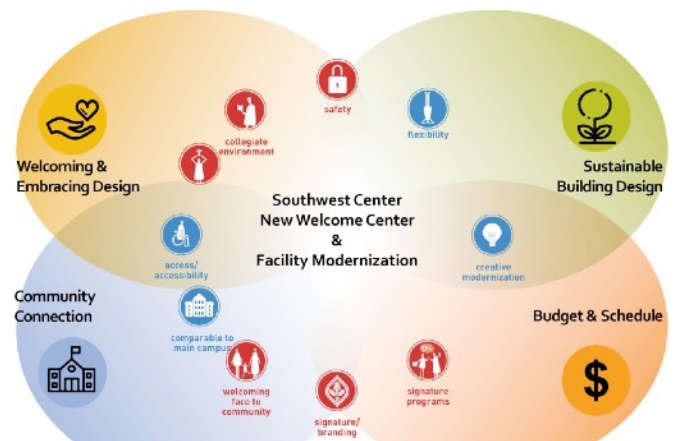 safety
collegiate
environment
flexibility
Welcoming &
Embracing Design
Sustainable
Building Design
Southwest Center
New Welcome Center
&
Facility Modernization
access/
accessibility
creative
modernization
Community
Connection
comparable to
main campus
Budget & Schedule
welcoming
face to
community
signature/
branding
signature
programs
$